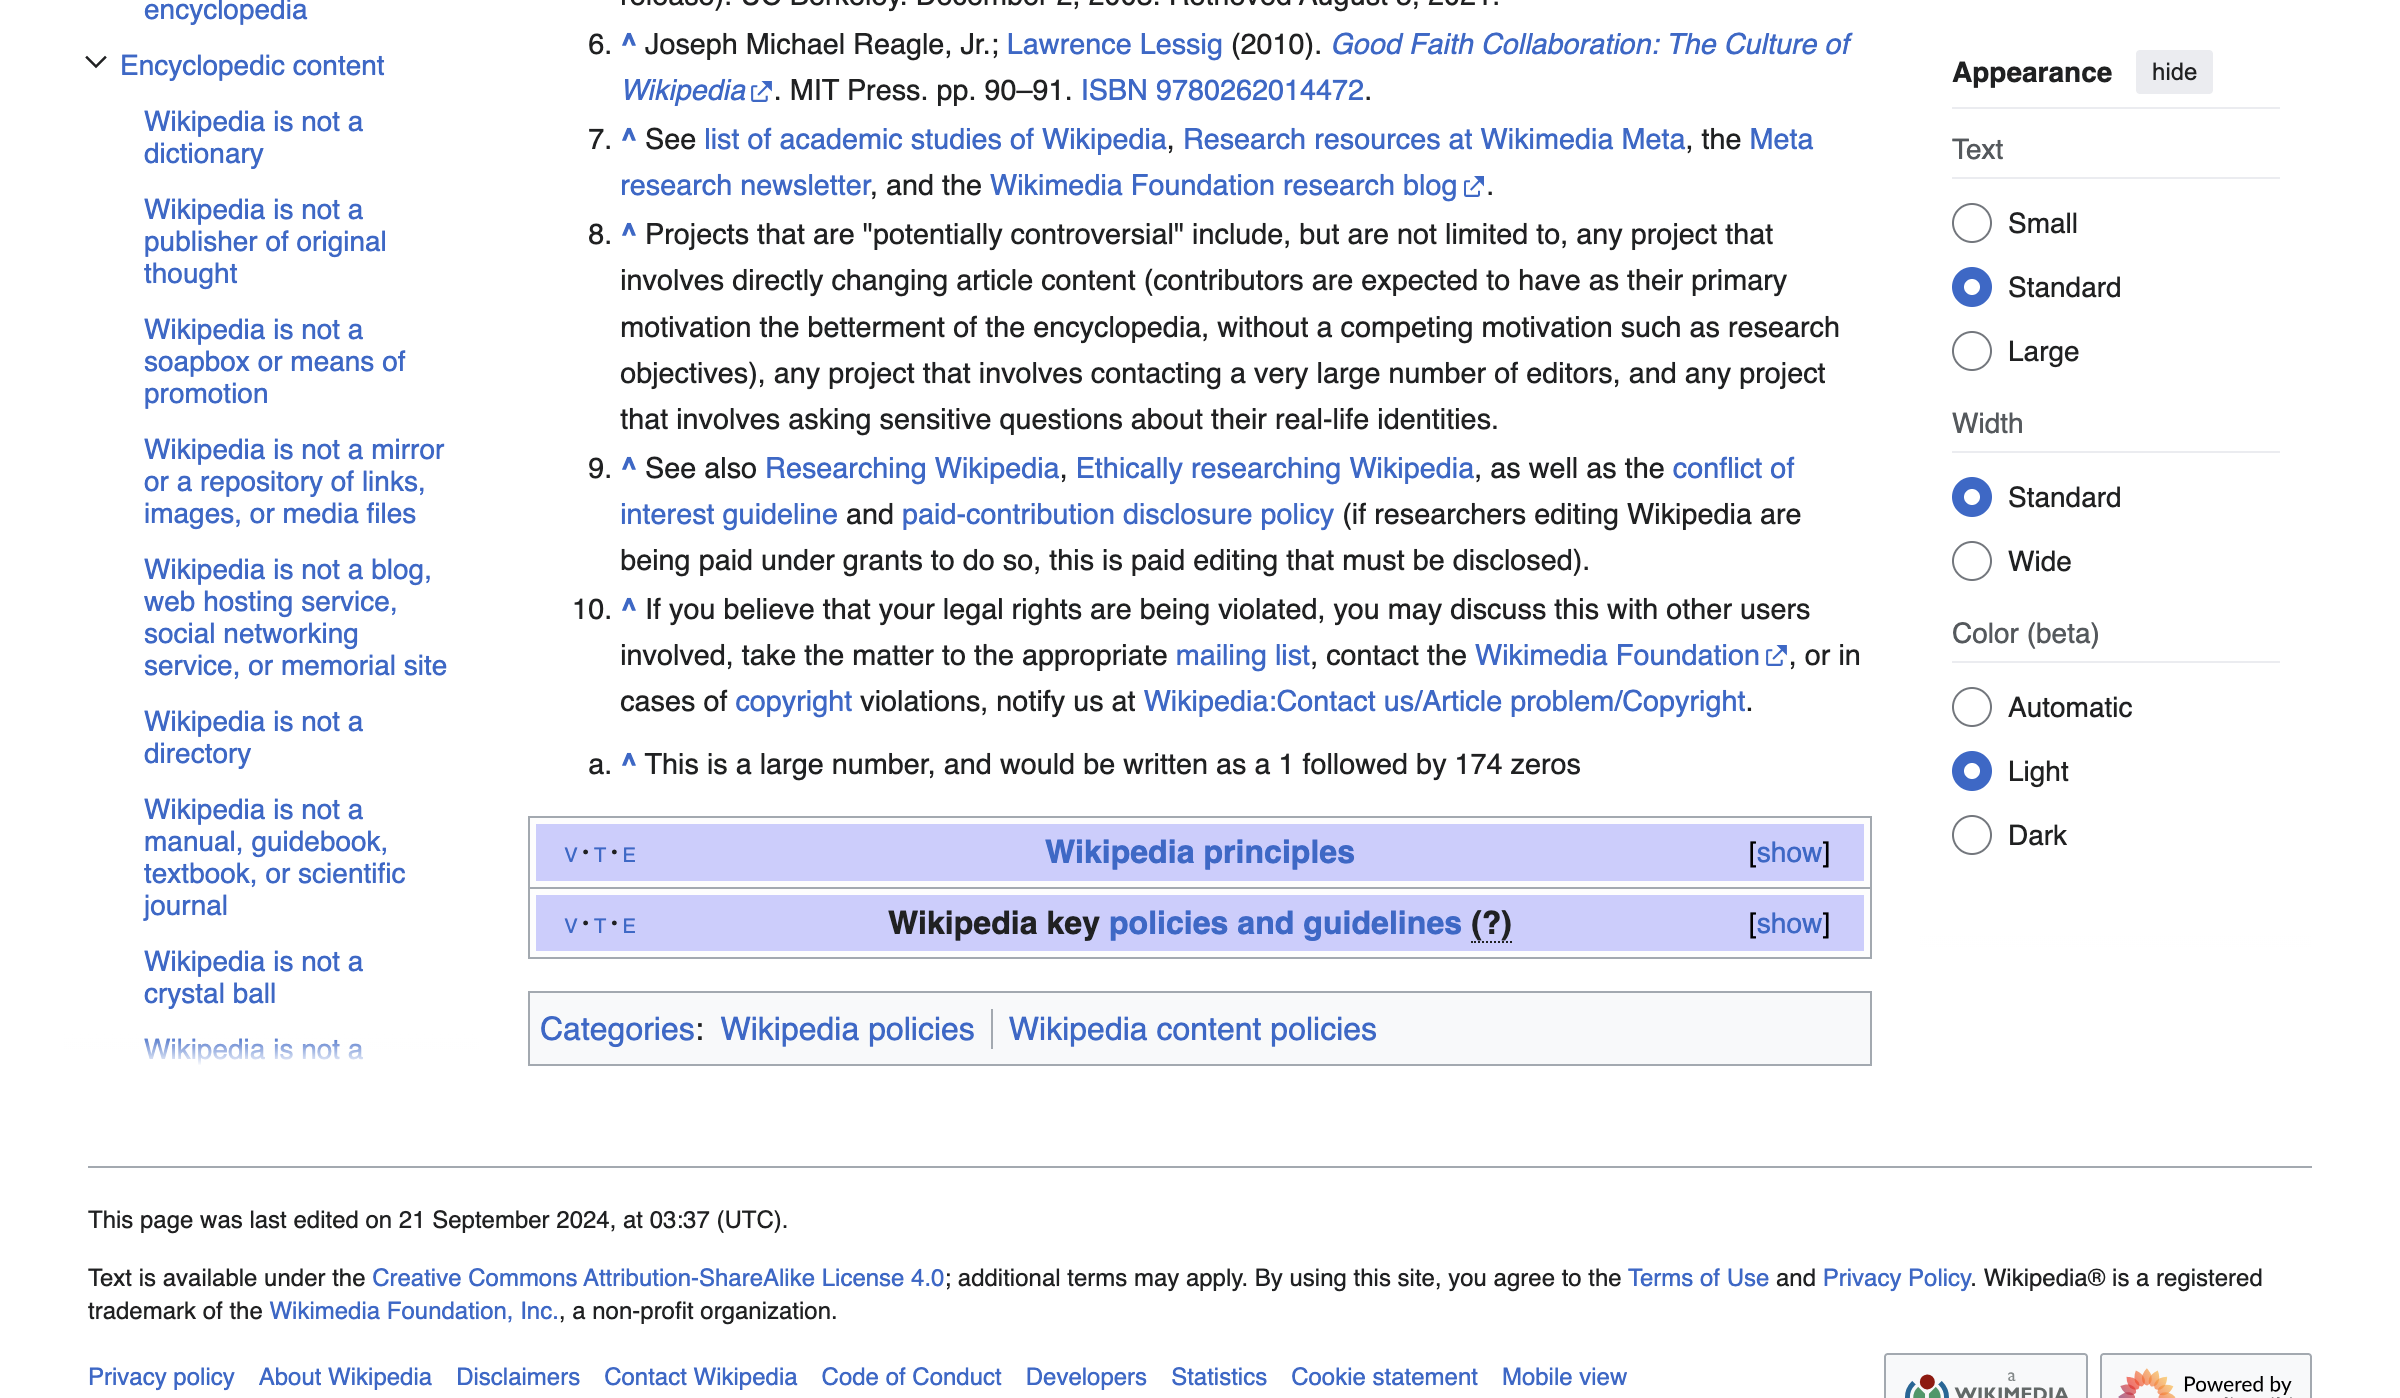 encyclopedia
Encyclopedic content
Wikipedia is not a
dictionary
Wikipedia is not a
publisher of original
thought
Wikipedia is not a
soapbox or means of
promotion
Wikipedia is not a mirror
or a repository of links,
images, or media files
Wikipedia is not a blog,
web hosting service,
social networking
service, or memorial site
Wikipedia is not a
directory
Wikipedia is not a
manual, guidebook,
textbook, or scientific
journal
Wikipedia is not a
crystal ball
Wikipedia is not a
release). UC Berkeley. December 2, 2008. Retrieved August 3, 2021.
6. ^ Joseph Michael Reagle, Jr.; Lawrence Lessig (2010). Good Faith Collaboration: The Culture of
Wikipedia. MIT Press. pp. 90–91. ISBN 9780262014472.
7. ^ See list of academic studies of Wikipedia, Research resources at Wikimedia Meta, the Meta
research newsletter, and the Wikimedia Foundation research blog.
8. ^ Projects that are "potentially controversial" include, but are not limited to, any project that
involves directly changing article content (contributors are expected to have as their primary
motivation the betterment of the encyclopedia, without a competing motivation such as research
objectives), any project that involves contacting a very large number of editors, and any project
that involves asking sensitive questions about their real-life identities.
9. ^ See also Researching Wikipedia, Ethically researching Wikipedia, as well as the conflict of
interest guideline and paid-contribution disclosure policy (if researchers editing Wikipedia are
being paid under grants to do so, this is paid editing that must be disclosed).
10. ^ If you believe that your legal rights are being violated, you may discuss this with other users
involved, take the matter to the appropriate mailing list, contact the Wikimedia Foundation, or in
cases of copyright violations, notify us at Wikipedia:Contact us/Article problem/Copyright.
a. ^ This is a large number, and would be written as a 1 followed by 174 zeros
V·T·E Wikipedia principles [show]
V·T·E Wikipedia key policies and guidelines (?) [show]
Categories: Wikipedia policies | Wikipedia content policies
Appearance hide
Text
Small
Standard
Large
Width
Standard
Wide
Color (beta)
Automatic
Light
Dark
This page was last edited on 21 September 2024, at 03:37 (UTC).
Text is available under the Creative Commons Attribution-ShareAlike License 4.0; additional terms may apply. By using this site, you agree to the Terms of Use and Privacy Policy. Wikipedia® is a registered
trademark of the Wikimedia Foundation, Inc., a non-profit organization.
Privacy policy About Wikipedia Disclaimers Contact Wikipedia Code of Conduct Developers Statistics Cookie statement Mobile view
a
WIKIMEDIA
Powered by